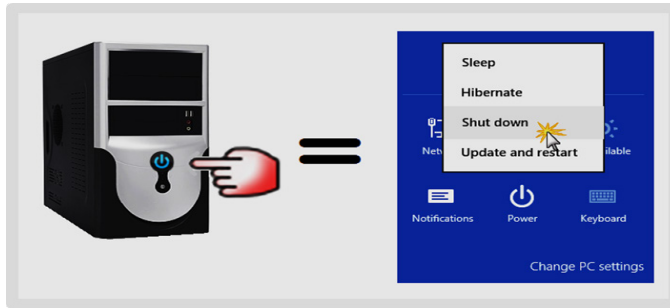 Sleep
Hibernate
Shut down
Update and restart
Notifications
Power
Keyboard
Change PC settings